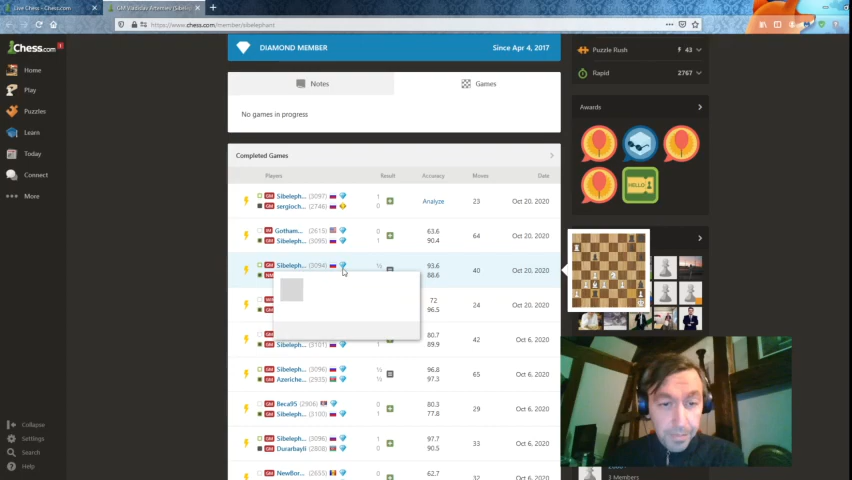 Live Chess - Chess.com
GM Vladislav Artemiev (Sibele
https://www.chess.com/member/sibelephant
Chess.com
Home
Play
Puzzles
Learn
Today
Connect
More
Collapse
Settings
Search
Help
DIAMOND MEMBER
Since Apr 4, 2017
Notes
Games
No games in progress
Completed Games
Players
Result
Accuracy
Moves
Date
GM Sibeleph... (3097)
1
Analyze
23
Oct 20, 2020
GM sergioch... (2746)
0
Gotham... (2615)
0
63.6
64
Oct 20, 2020
GM Sibeleph... (3095)
1
90.4
GM Sibeleph... (3094)
½
93.6
40
Oct 20, 2020
88.6
72
24
Oct 6, 2020
96.5
80.7
42
Oct 6, 2020
Sibeleph... (3101)
1
89.9
GM Sibeleph... (3096)
½
96.8
65
Oct 6, 2020
GM Azeriche... (2935)
½
97.3
GM Beca95 (2906)
0
80.3
29
Oct 6, 2020
GM Sibeleph... (3100)
1
77.8
GM Sibeleph... (3096)
1
97.7
33
Oct 6, 2020
GM Durarbayli (2808)
0
90.5
GM NewBor... (2655)
62.7
32
Puzzle Rush
43
Rapid
2767
Awards
HELLO
3 Members